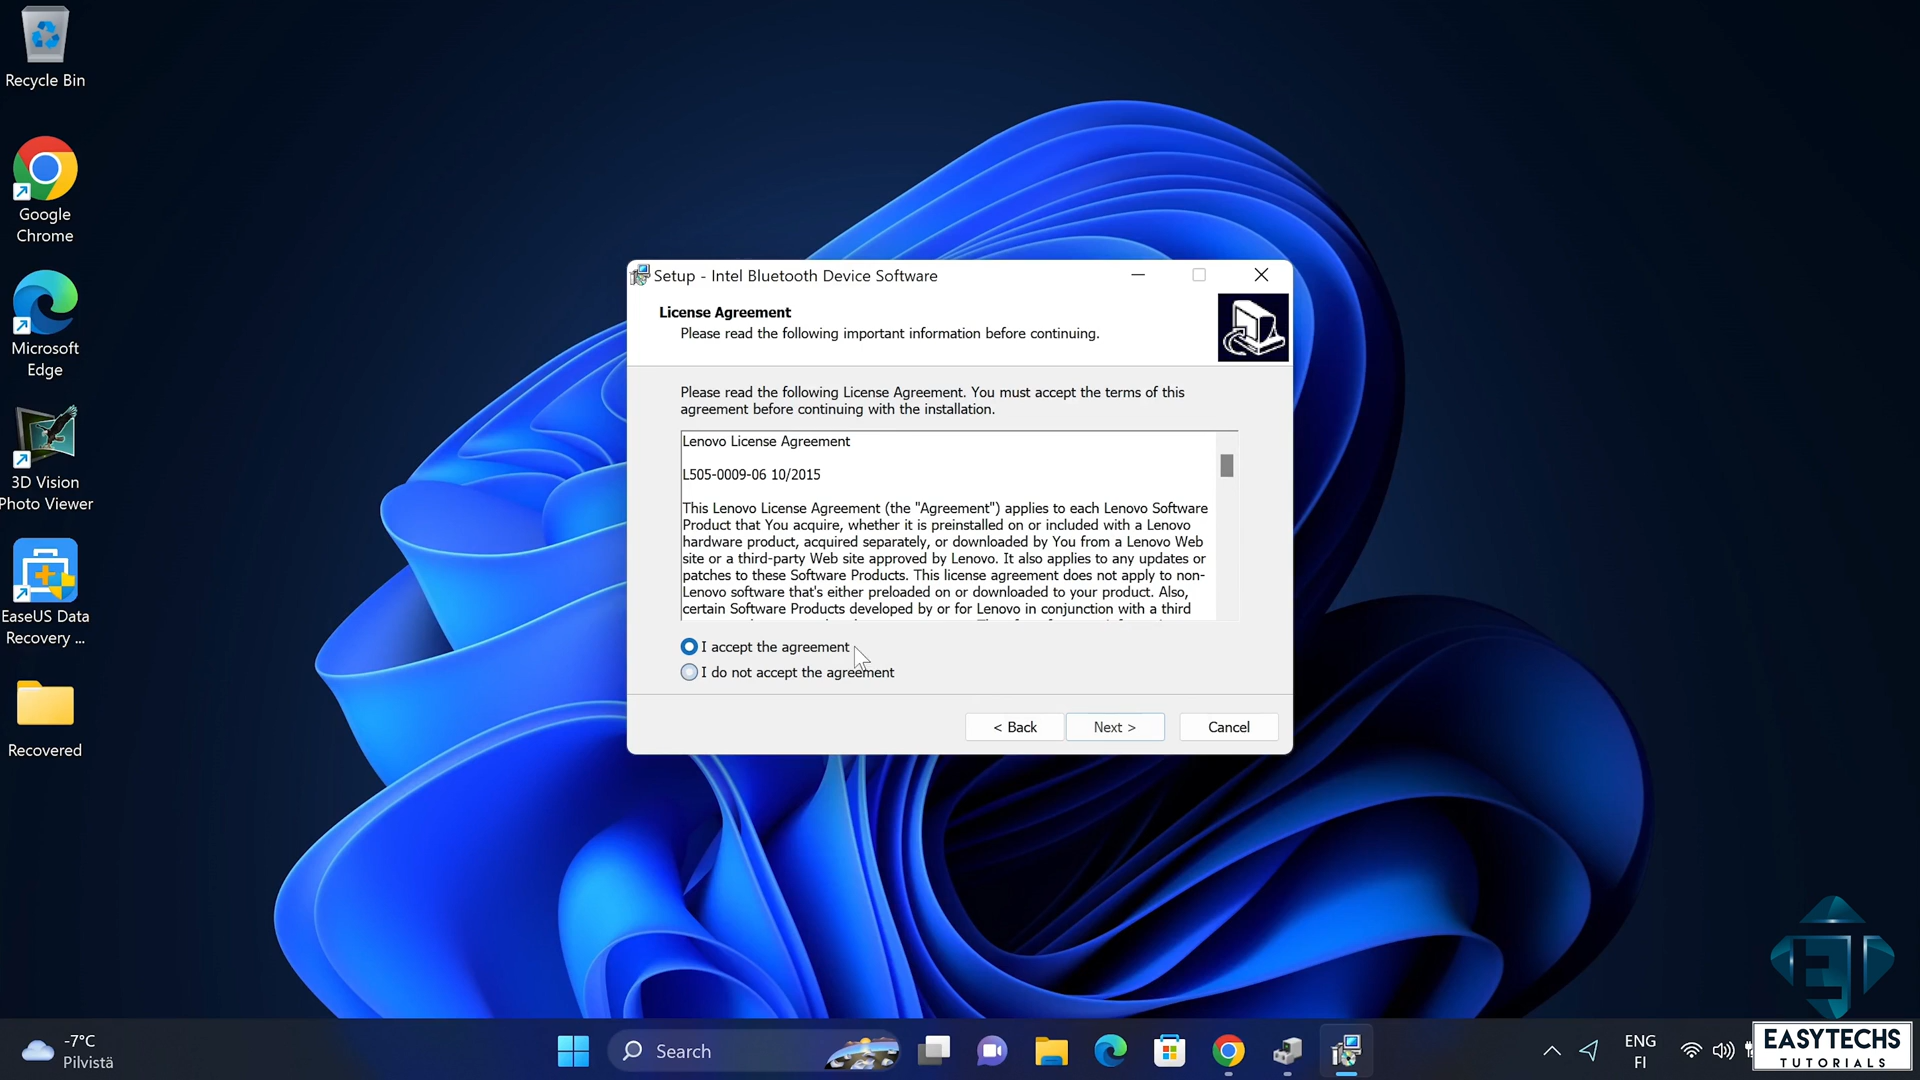 Recycle Bin
Google
Chrome
Microsoft
Edge
3D Vision
Photo Viewer
EaseUS Data
Recovery ...
Recovered
Setup - Intel Bluetooth Device Software
License Agreement
Please read the following important information before continuing.
Please read the following License Agreement. You must accept the terms of this
agreement before continuing with the installation.
Lenovo License Agreement
L505-0009-06 10/2015
This Lenovo License Agreement (the "Agreement") applies to each Lenovo Software
Product that You acquire, whether it is preinstalled on or included with a Lenovo
hardware product, acquired separately, or downloaded by You from a Lenovo Web
site or a third-party Web site approved by Lenovo. It also applies to any updates or
patches to these Software Products. This license agreement does not apply to non-
Lenovo software that's either preloaded on or downloaded to your product. Also,
certain Software Products developed by or for Lenovo in conjunction with a third
I accept the agreement
I do not accept the agreement
< Back
Next >
Cancel
-7°C
Pilvistä
Search
ENG
FI
EASYTECHS
TUTORIALS